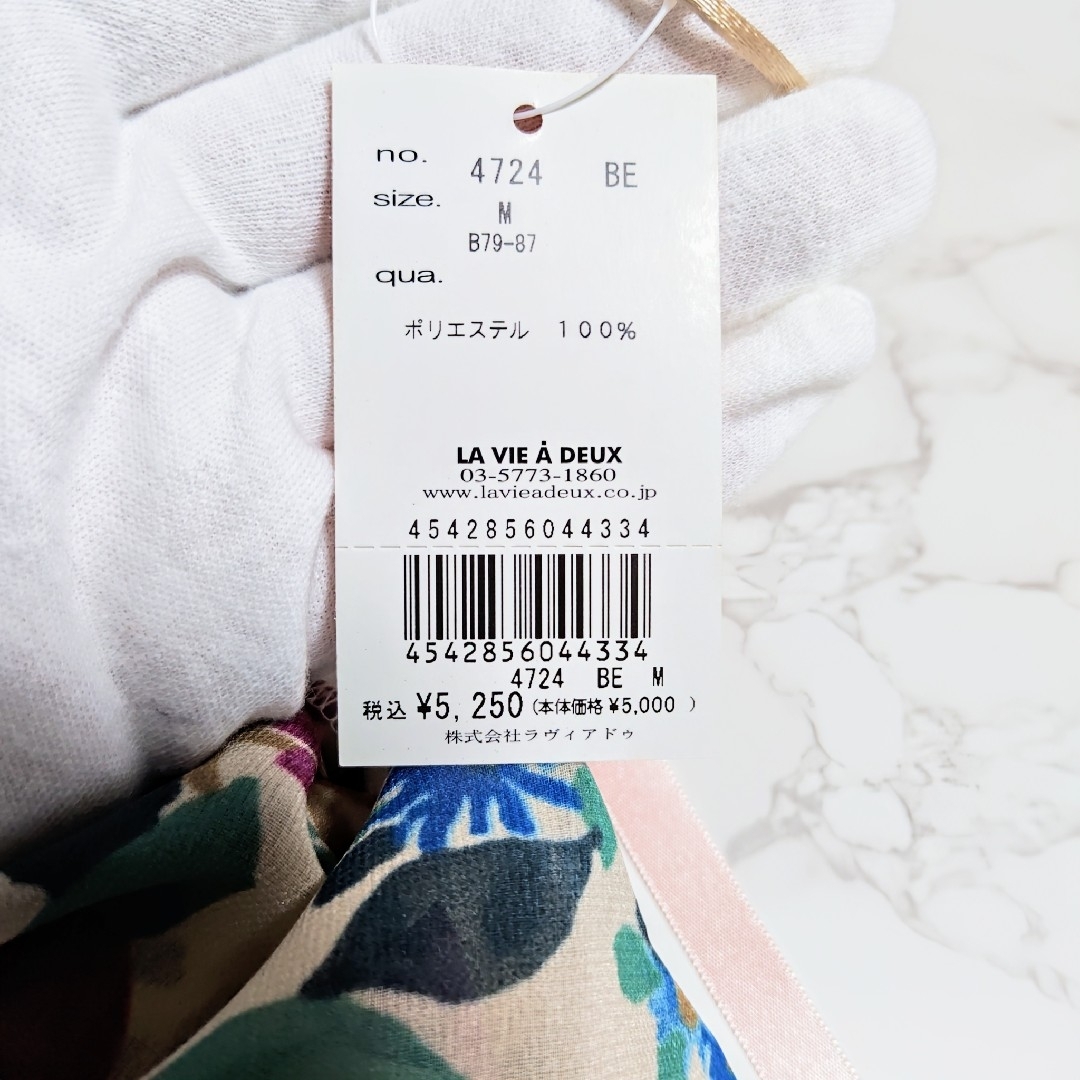 no. 4724 BE
size. M
B79-87
qua.
ポリエステル 100%
LA VIE À DEUX
03-5773-1860
www.lavieadeux.co.jp
4542856044334
4542856044334
4724 BE M
税込 ¥5,250 (本体価格 ¥5,000 )
株式会社ラヴィアドゥ